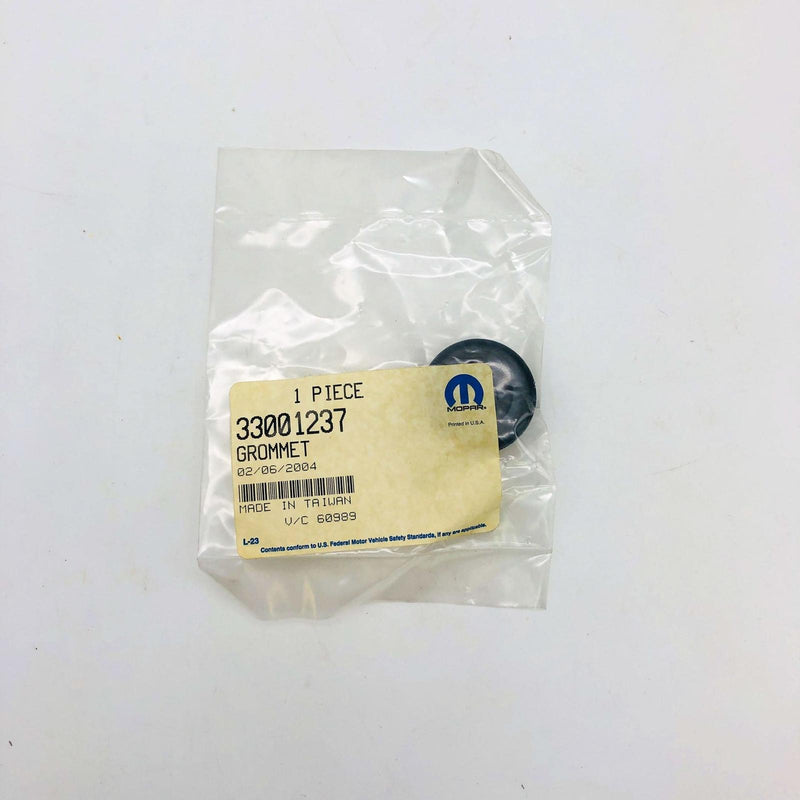 1 PIECE
33001237
GROMMET
02/06/2004
MADE IN TAIWAN
V/C 60989
MOPAR®
Printed in U.S.A.
L-23
Contents conform to U.S. Federal Motor Vehicle Safety Standards, if any are applicable.